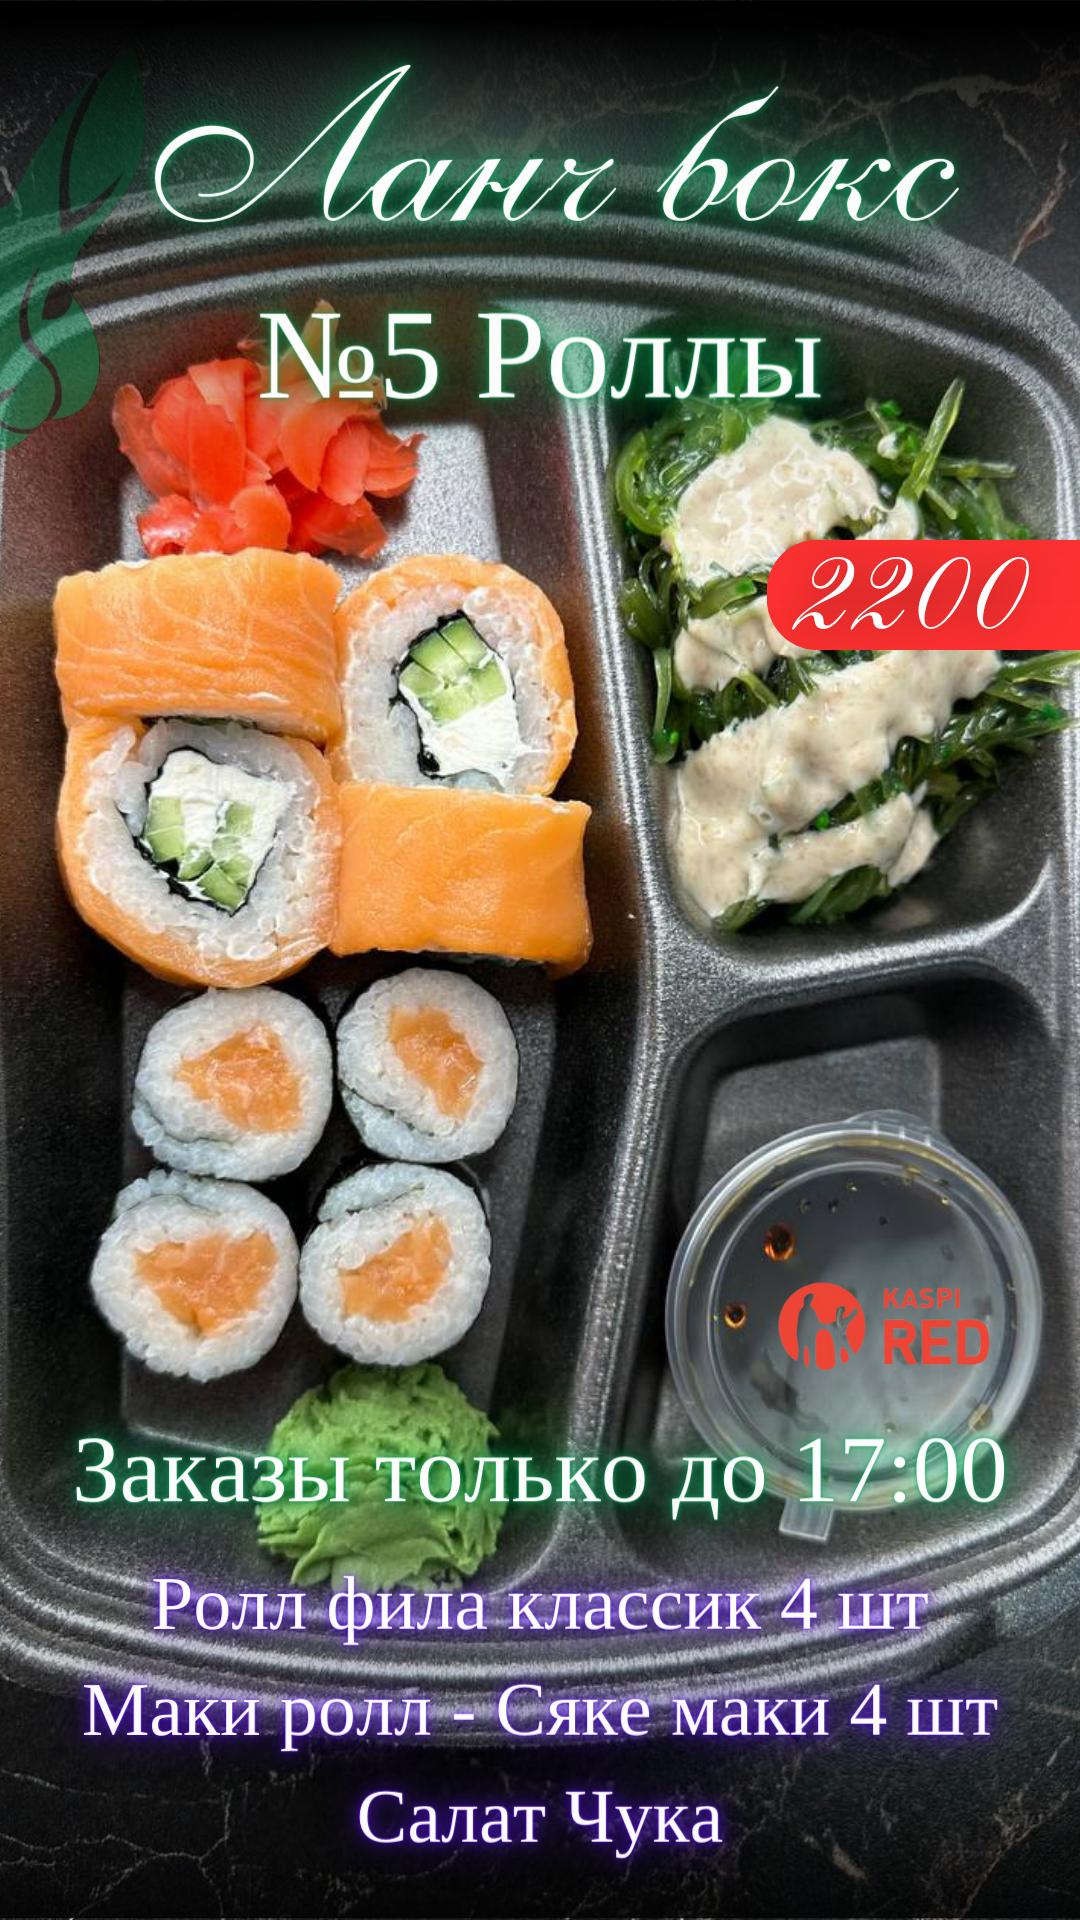 Ланч бокс
№5 Роллы
2200
KASPI
RED
Заказы только до 17:00
Ролл фила классик 4 шт
Маки ролл - Сяке маки 4 шт
Салат Чука